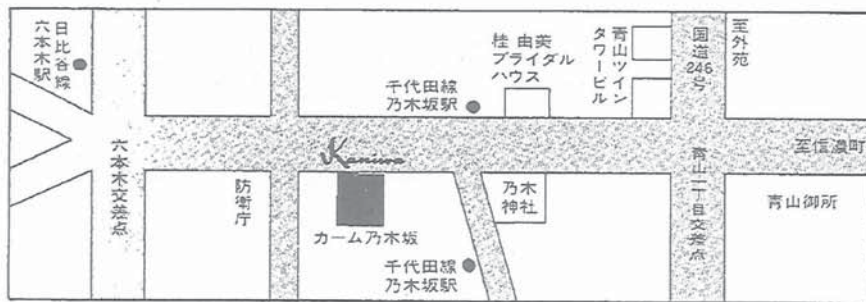 日比谷線
六本木駅
六本木交差点
防衛庁
Kaniwa
カーム乃木坂
千代田線
乃木坂駅
千代田線
乃木坂駅
桂 由美
ブライダル
ハウス
乃木
神社
青山ツイン
タワービル
国道246号
青山一丁目交差点
至外苑
至信濃町
青山御所